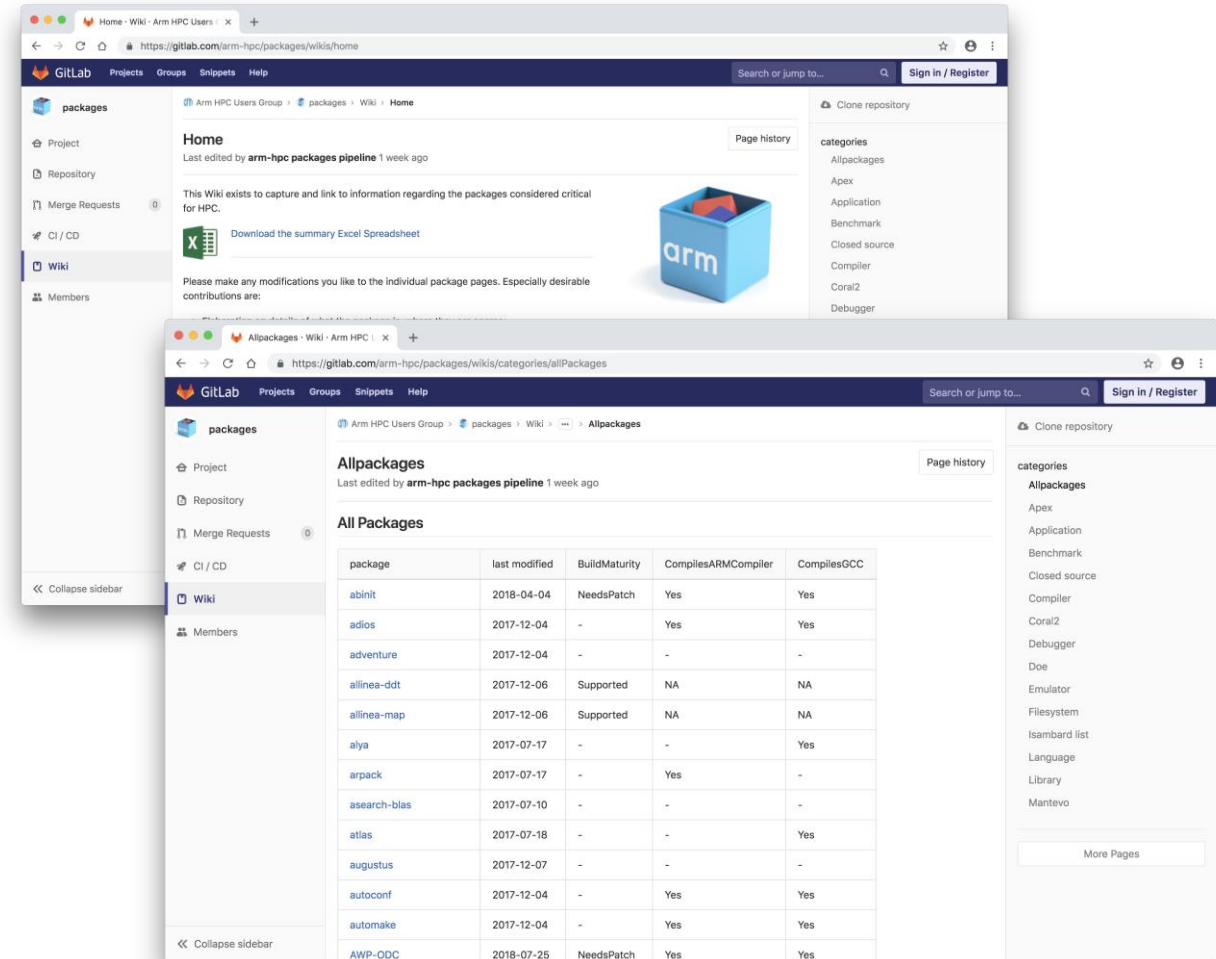 Home · Wiki · Arm HPC Users
https://gitlab.com/arm-hpc/packages/wikis/home
GitLab Projects Groups Snippets Help Search or jump to... Sign in / Register
packages
Project
Repository
Merge Requests 0
CI / CD
Wiki
Members
Collapse sidebar
Arm HPC Users Group › packages › Wiki › Home
Home
Page history
Last edited by arm-hpc packages pipeline 1 week ago
This Wiki exists to capture and link to information regarding the packages considered critical
for HPC.
Download the summary Excel Spreadsheet
Please make any modifications you like to the individual package pages. Especially desirable
contributions are:
arm
Clone repository
categories
Allpackages
Apex
Application
Benchmark
Closed source
Compiler
Coral2
Debugger
Allpackages · Wiki · Arm HPC
https://gitlab.com/arm-hpc/packages/wikis/categories/allPackages
GitLab Projects Groups Snippets Help Search or jump to... Sign in / Register
packages
Project
Repository
Merge Requests 0
CI / CD
Wiki
Members
Collapse sidebar
Arm HPC Users Group › packages › Wiki › ... › Allpackages
Allpackages
Page history
Last edited by arm-hpc packages pipeline 1 week ago
All Packages
package last modified BuildMaturity CompilesARMCompiler CompilesGCC
abinit 2018-04-04 NeedsPatch Yes Yes
adios 2017-12-04 - Yes Yes
adventure 2017-12-04 - - -
allinea-ddt 2017-12-06 Supported NA NA
allinea-map 2017-12-06 Supported NA NA
alya 2017-07-17 - - Yes
arpack 2017-07-17 - Yes -
asearch-blas 2017-07-10 - - -
atlas 2017-07-18 - - Yes
augustus 2017-12-07 - - -
autoconf 2017-12-04 - Yes Yes
automake 2017-12-04 - Yes Yes
AWP-ODC 2018-07-25 NeedsPatch Yes Yes
Clone repository
categories
Allpackages
Apex
Application
Benchmark
Closed source
Compiler
Coral2
Debugger
Doe
Emulator
Filesystem
Isambard list
Language
Library
Mantevo
More Pages